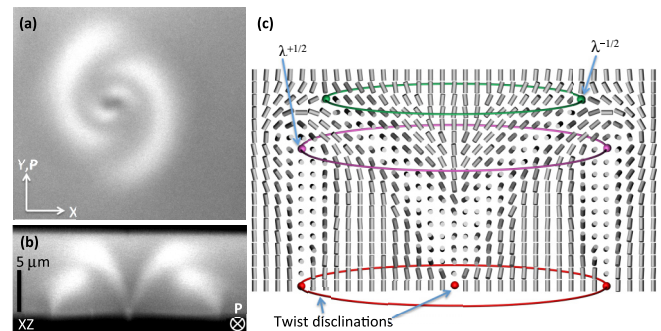 (a)
Y,P
X
(b)
5 μm
XZ
P
(c)
λ+1/2
λ−1/2
Twist disclinations